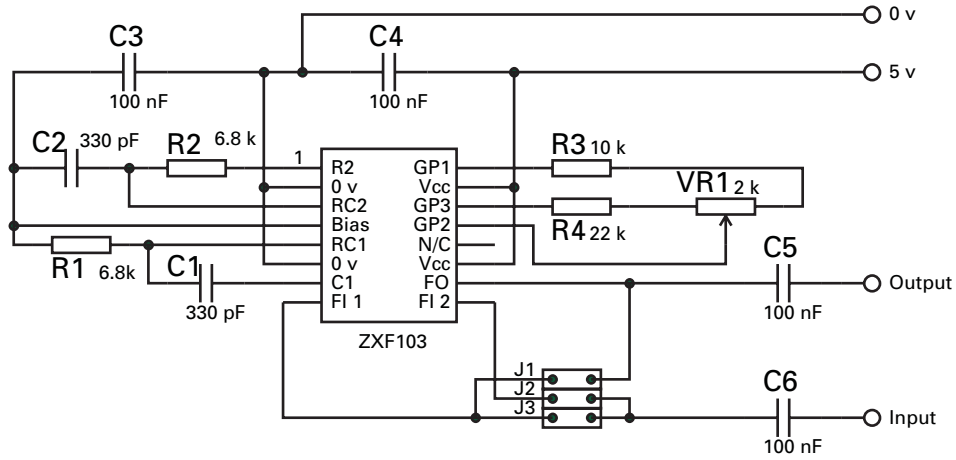 0 v
C3
C4
5 v
100 nF
100 nF
C2
330 pF
R2
6.8 k
R3
10 k
1
R2
GP1
VR1
2 k
0 v
Vcc
RC2
GP3
Bias
GP2
R4
22 k
RC1
N/C
C5
R1
6.8k
C1
0 v
Vcc
C1
FO
Output
330 pF
FI 1
FI 2
100 nF
ZXF103
J1
J2
C6
J3
Input
100 nF